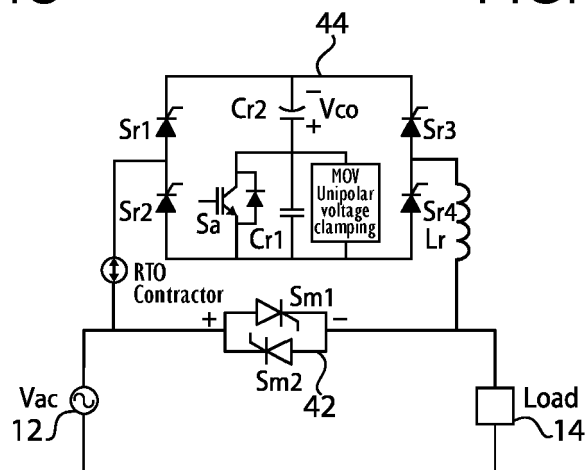 44
Cr2
−
Vco
+
Sr1
Sr3
Sr2
Sa
Cr1
MOV
Unipolar
voltage
clamping
Sr4
Lr
RTO
Contractor
+
Sm1
−
Sm2
42
Vac
12
Load
14